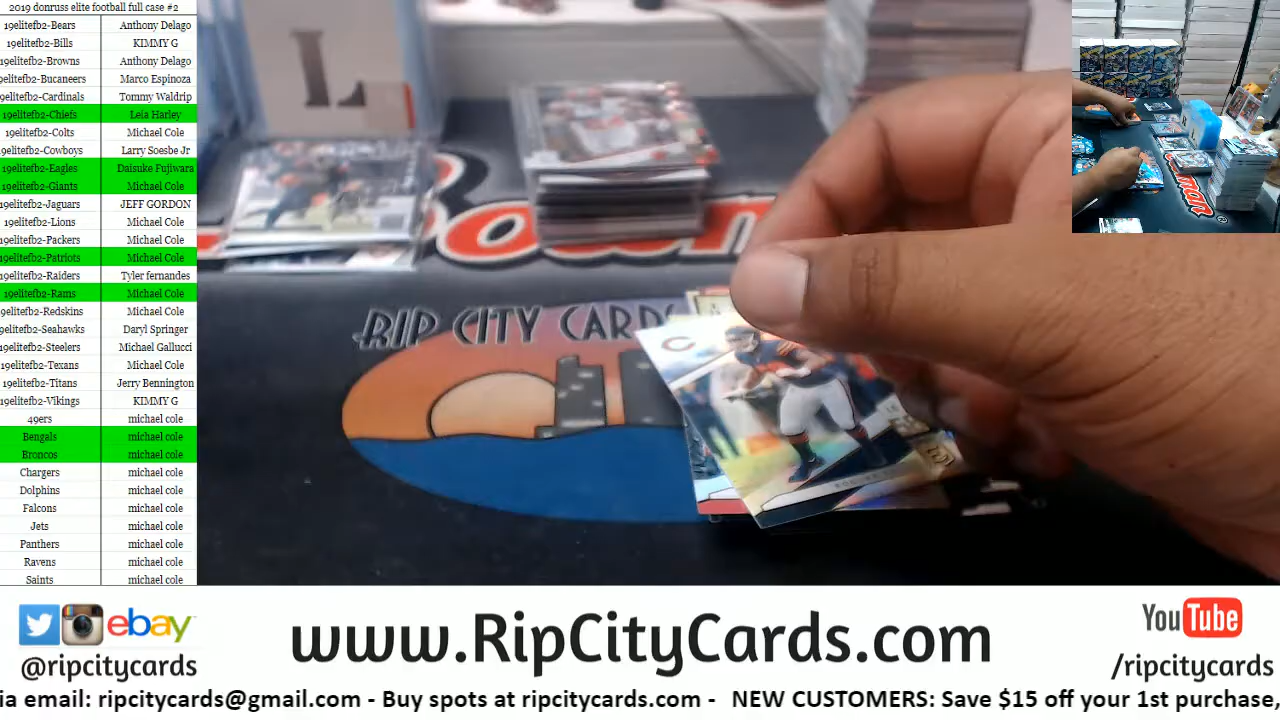 2019 donruss elite football full case #2
19elitefb2-Bears Anthony Delago
19elitefb2-Bills KIMMY G
19elitefb2-Browns Anthony Delago
9elitefb2-Bucaneers Marco Espinoza
9elitefb2-Cardinals Tommy Waldrip
19elitefb2-Chiefs Leia Harley
19elitefb2-Colts Michael Cole
19elitefb2-Cowboys Larry Soesbe Jr
19elitefb2-Eagles Daisuke Fujiwara
19elitefb2-Giants Michael Cole
19elitefb2-Jaguars JEFF GORDON
19elitefb2-Lions Michael Cole
19elitefb2-Packers Michael Cole
19elitefb2-Patriots Michael Cole
19elitefb2-Raiders Tyler fernandes
19elitefb2-Rams Michael Cole
9elitefb2-Redskins Michael Cole
9elitefb2-Seahawks Daryl Springer
19elitefb2-Steelers Michael Gallucci
19elitefb2-Texans Michael Cole
19elitefb2-Titans Jerry Bennington
19elitefb2-Vikings KIMMY G
49ers michael cole
Bengals michael cole
Broncos michael cole
Chargers michael cole
Dolphins michael cole
Falcons michael cole
Jets michael cole
Panthers michael cole
Ravens michael cole
Saints michael cole
L
RIP CITY CARDS
ebay
@ripcitycards
www.RipCityCards.com
YouTube
/ripcitycards
ia email: ripcitycards@gmail.com - Buy spots at ripcitycards.com - NEW CUSTOMERS: Save $15 off your 1st purchase,